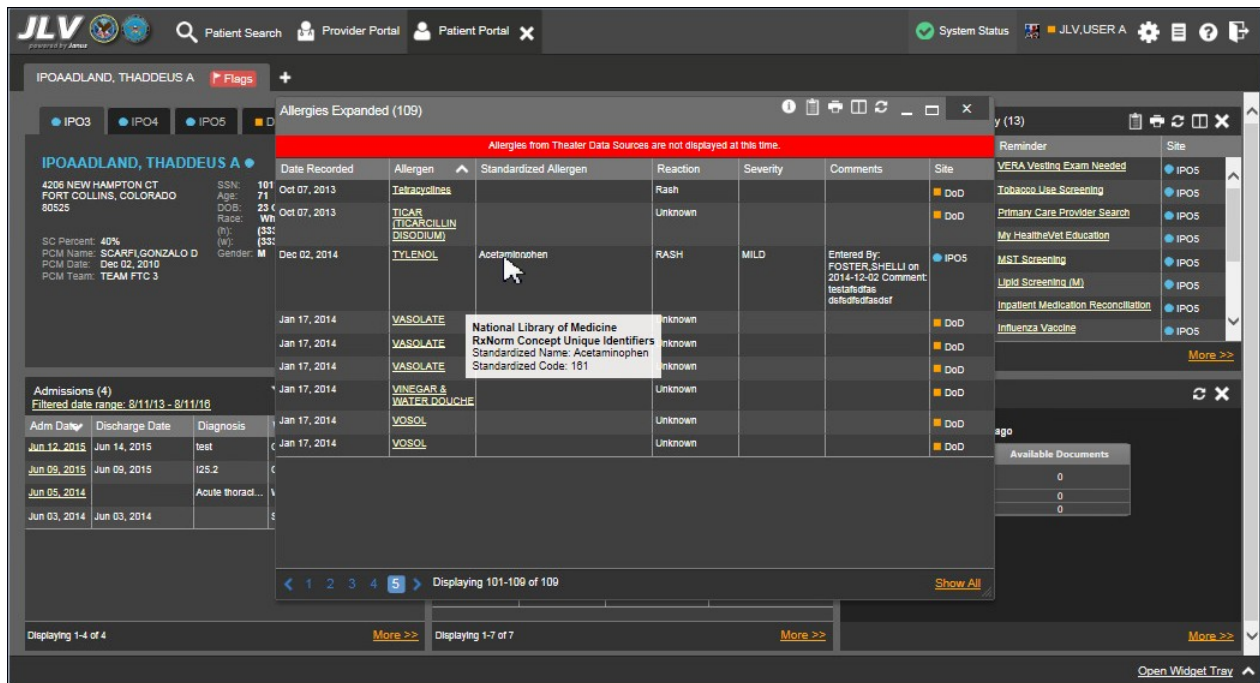 JLV
powered by Janus
Patient Search
Provider Portal
Patient Portal
System Status
JLV,USER A
IPOAADLAND, THADDEUS A
Flags
IPO3
IPO4
IPO5
D
IPOAADLAND, THADDEUS A
4206 NEW HAMPTON CT
FORT COLLINS, COLORADO
80525
SSN: 101
Age: 71
DOB: 23
Race: Wh
(h): (333
(w): (333
Gender: M
SC Percent: 40%
PCM Name: SCARFI,GONZALO D
PCM Date: Dec 02, 2010
PCM Team: TEAM FTC 3
Allergies Expanded (109)
Allergies from Theater Data Sources are not displayed at this time.
Date Recorded Allergen Standardized Allergen Reaction Severity Comments Site
Oct 07, 2013 Tetracyclines Rash DoD
Oct 07, 2013 TICAR Unknown DoD
(TICARCILLIN
DISODIUM)
Dec 02, 2014 TYLENOL Acetaminophen RASH MILD Entered By: IPO5
FOSTER,SHELLI on
2014-12-02 Comment:
testafsdfas
dsfsdfsdfasdsf
Jan 17, 2014 VASOLATE Unknown DoD
Jan 17, 2014 VASOLATE Unknown DoD
Jan 17, 2014 VASOLATE Unknown DoD
National Library of Medicine
RxNorm Concept Unique Identifiers
Standardized Name: Acetaminophen
Standardized Code: 161
Jan 17, 2014 VINEGAR & Unknown DoD
WATER DOUCHE
Jan 17, 2014 VOSOL Unknown DoD
Jan 17, 2014 VOSOL Unknown DoD
1 2 3 4 5 Displaying 101-109 of 109 Show All
y (13)
Reminder Site
VERA Vesting Exam Needed IPO5
Tobacco Use Screening IPO5
Primary Care Provider Search IPO5
My HealtheVet Education IPO5
MST Screening IPO5
Lipid Screening (M) IPO5
Inpatient Medication Reconciliation IPO5
Influenza Vaccine IPO5
More >>
Admissions (4)
Filtered date range: 8/11/13 - 8/11/16
Adm Date Discharge Date Diagnosis
Jun 12, 2015 Jun 14, 2015 test
Jun 09, 2015 Jun 09, 2015 I25.2
Jun 05, 2014 Acute thoraci...
Jun 03, 2014 Jun 03, 2014
Displaying 1-4 of 4 More >>
Displaying 1-7 of 7 More >>
ago
Available Documents
0
0
0
More >>
Open Widget Tray